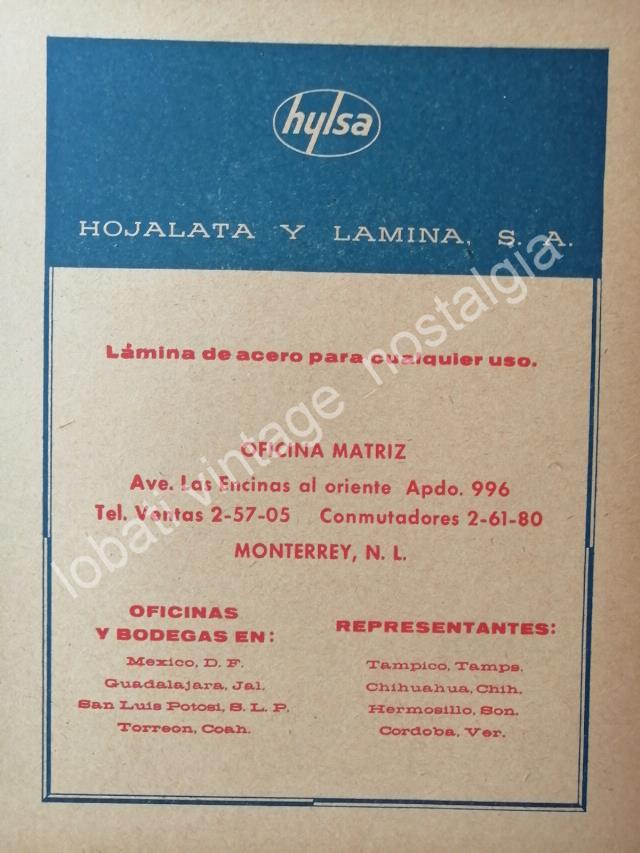 hylsa
HOJALATA Y LAMINA, S. A.
Lámina de acero para cualquier uso.
OFICINA MATRIZ
Ave. Las Encinas al oriente Apdo. 996
Tel. Ventas 2-57-05 Conmutadores 2-61-80
MONTERREY, N. L.
OFICINAS
Y BODEGAS EN:
Mexico, D. F.
Guadalajara, Jal.
San Luis Potosi, S. L. P.
Torreon, Coah.
REPRESENTANTES:
Tampico, Tamps.
Chihuahua, Chih.
Hermosillo, Son.
Cordoba, Ver.
lobati vintage nostalgia